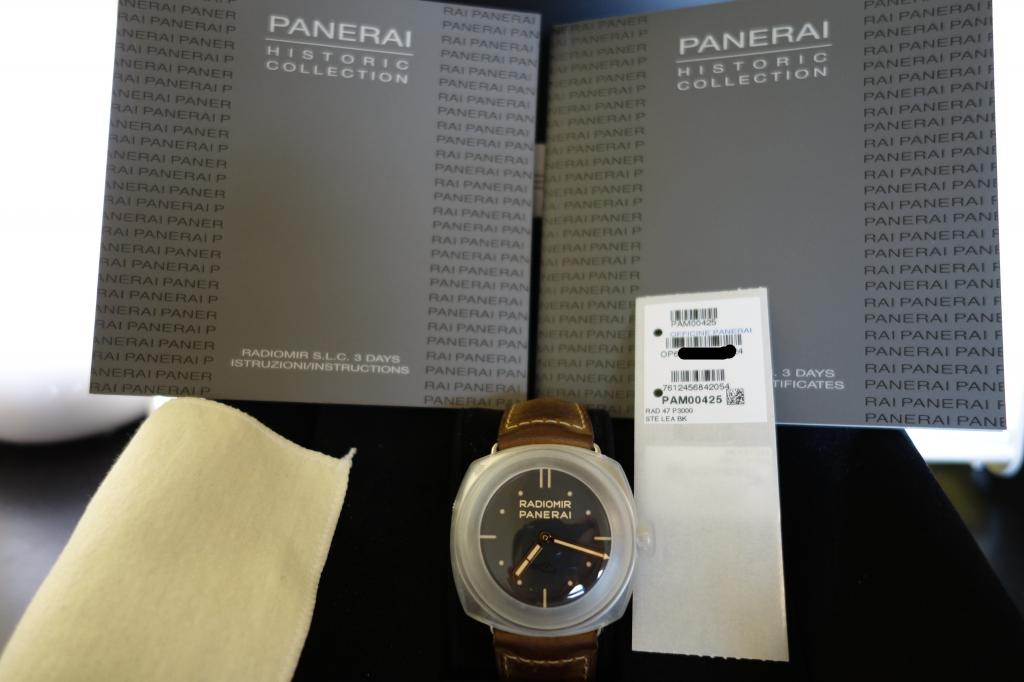 PANERAI
HISTORIC
COLLECTION
RADIOMIR S.L.C. 3 DAYS
ISTRUZIONI/INSTRUCTIONS
PANERAI
HISTORIC
COLLECTION
3 DAYS
PAM00425
OFFICINE PANERAI
7612456842054
PAM00425
RAD 47 P3000
STE LEA BK
RADIOMIR
PANERAI